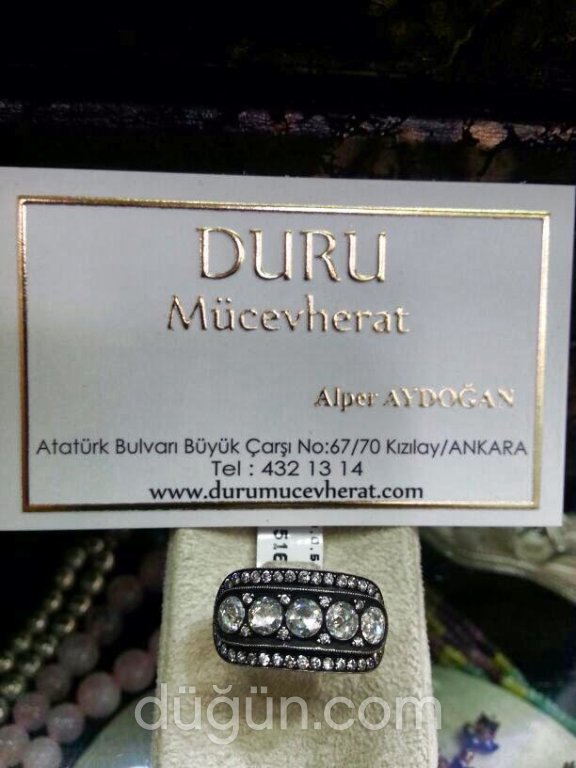 DURU
Mücevherat
Alper AYDOĞAN
Atatürk Bulvarı Büyük Çarşı No:67/70 Kızılay/ANKARA
Tel : 432 13 14
www.durumucevherat.com
düğün.com